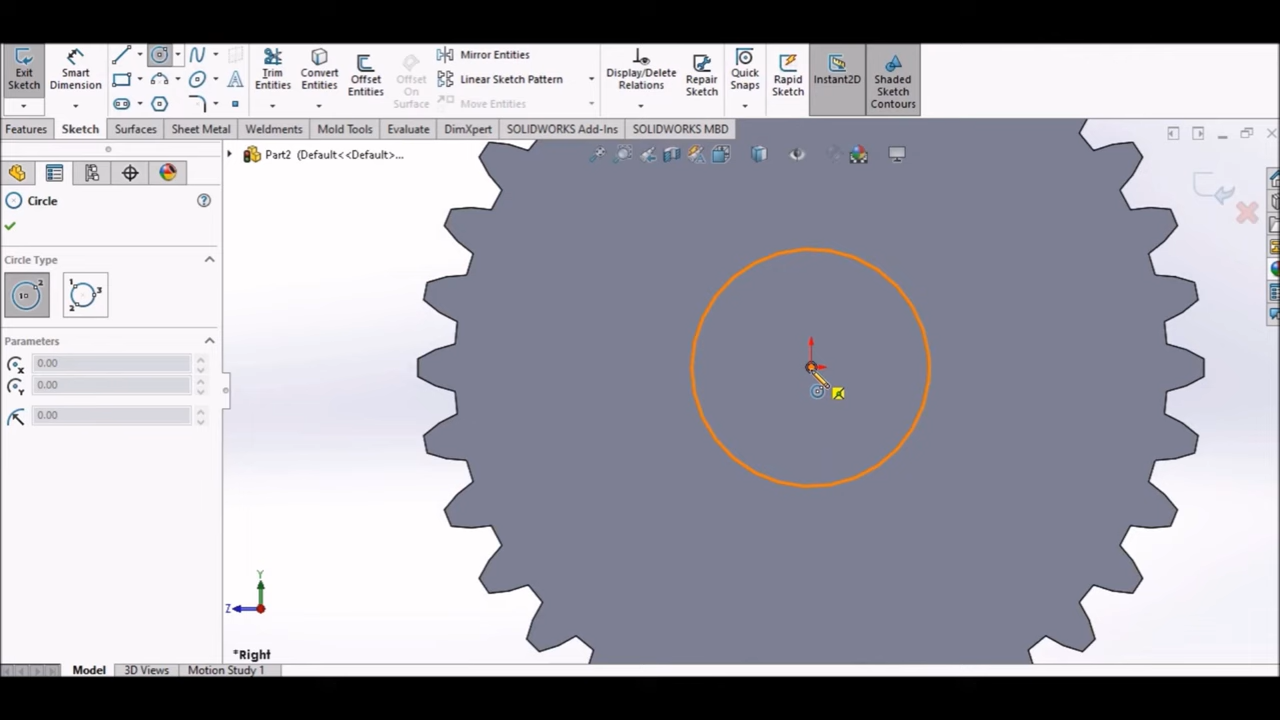 Exit Sketch
Smart Dimension
Trim Entities
Convert Entities
Offset Entities
Offset On Surface
Mirror Entities
Linear Sketch Pattern
Move Entities
Display/Delete Relations
Repair Sketch
Quick Snaps
Rapid Sketch
Instant2D
Shaded Sketch Contours
Features
Sketch
Surfaces
Sheet Metal
Weldments
Mold Tools
Evaluate
DimXpert
SOLIDWORKS Add-Ins
SOLIDWORKS MBD
Part2 (Default<<Default>...
Circle
Circle Type
Parameters
0.00
0.00
0.00
Y
Z
*Right
Model
3D Views
Motion Study 1